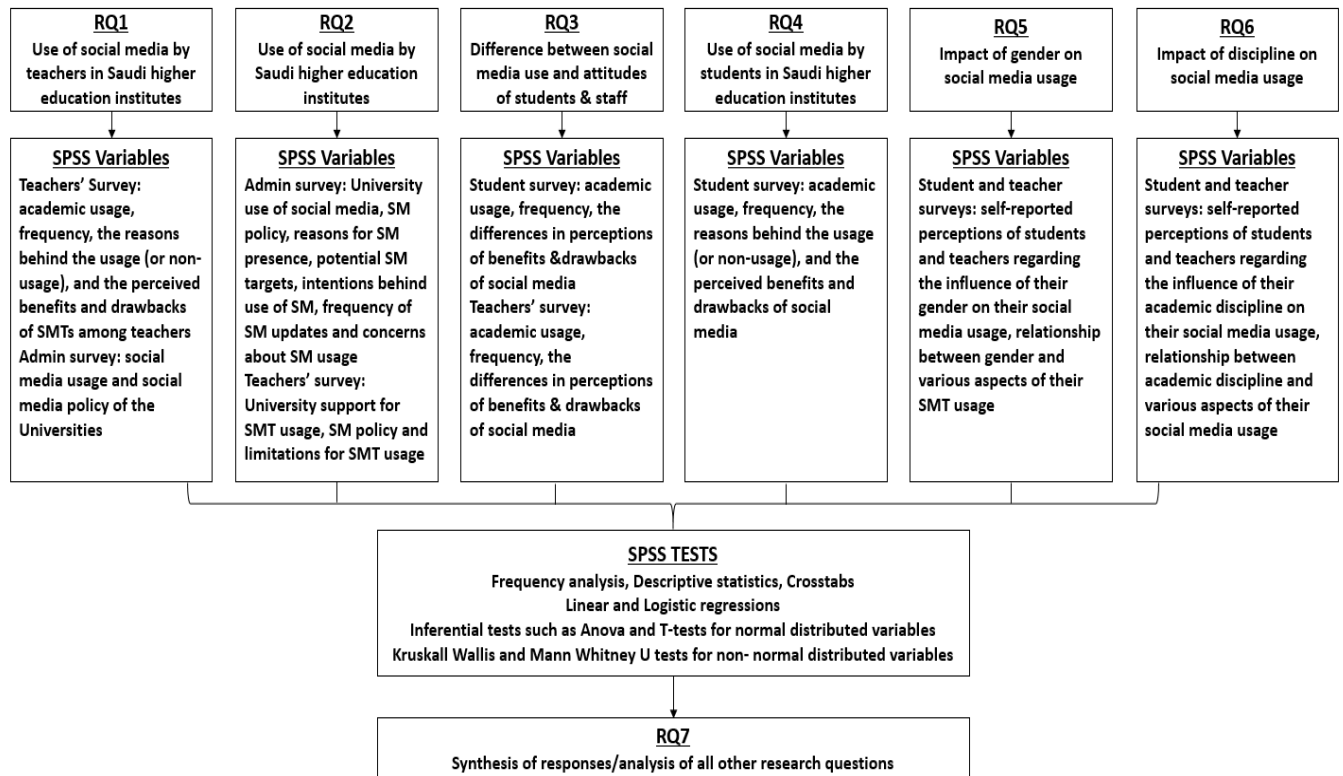 RQ1
Use of social media by
teachers in Saudi higher
education institutes
RQ2
Use of social media by
Saudi higher education
institutes
RQ3
Difference between social
media use and attitudes
of students & staff
RQ4
Use of social media by
students in Saudi higher
education institutes
RQ5
Impact of gender on
social media usage
RQ6
Impact of discipline on
social media usage
SPSS Variables
Teachers’ Survey:
academic usage,
frequency, the reasons
behind the usage (or non-
usage), and the perceived
benefits and drawbacks
of SMTs among teachers
Admin survey: social
media usage and social
media policy of the
Universities
SPSS Variables
Admin survey: University
use of social media, SM
policy, reasons for SM
presence, potential SM
targets, intentions behind
use of SM, frequency of
SM updates and concerns
about SM usage
Teachers’ survey:
University support for
SMT usage, SM policy and
limitations for SMT usage
SPSS Variables
Student survey: academic
usage, frequency, the
differences in perceptions
of benefits &drawbacks
of social media
Teachers’ survey:
academic usage,
frequency, the
differences in perceptions
of benefits & drawbacks
of social media
SPSS Variables
Student survey: academic
usage, frequency, the
reasons behind the usage
(or non-usage), and the
perceived benefits and
drawbacks of social
media
SPSS Variables
Student and teacher
surveys: self-reported
perceptions of students
and teachers regarding
the influence of their
gender on their social
media usage, relationship
between gender and
various aspects of their
SMT usage
SPSS Variables
Student and teacher
surveys: self-reported
perceptions of students
and teachers regarding
the influence of their
academic discipline on
their social media usage,
relationship between
academic discipline and
various aspects of their
social media usage
SPSS TESTS
Frequency analysis, Descriptive statistics, Crosstabs
Linear and Logistic regressions
Inferential tests such as Anova and T-tests for normal distributed variables
Kruskall Wallis and Mann Whitney U tests for non- normal distributed variables
RQ7
Synthesis of responses/analysis of all other research questions